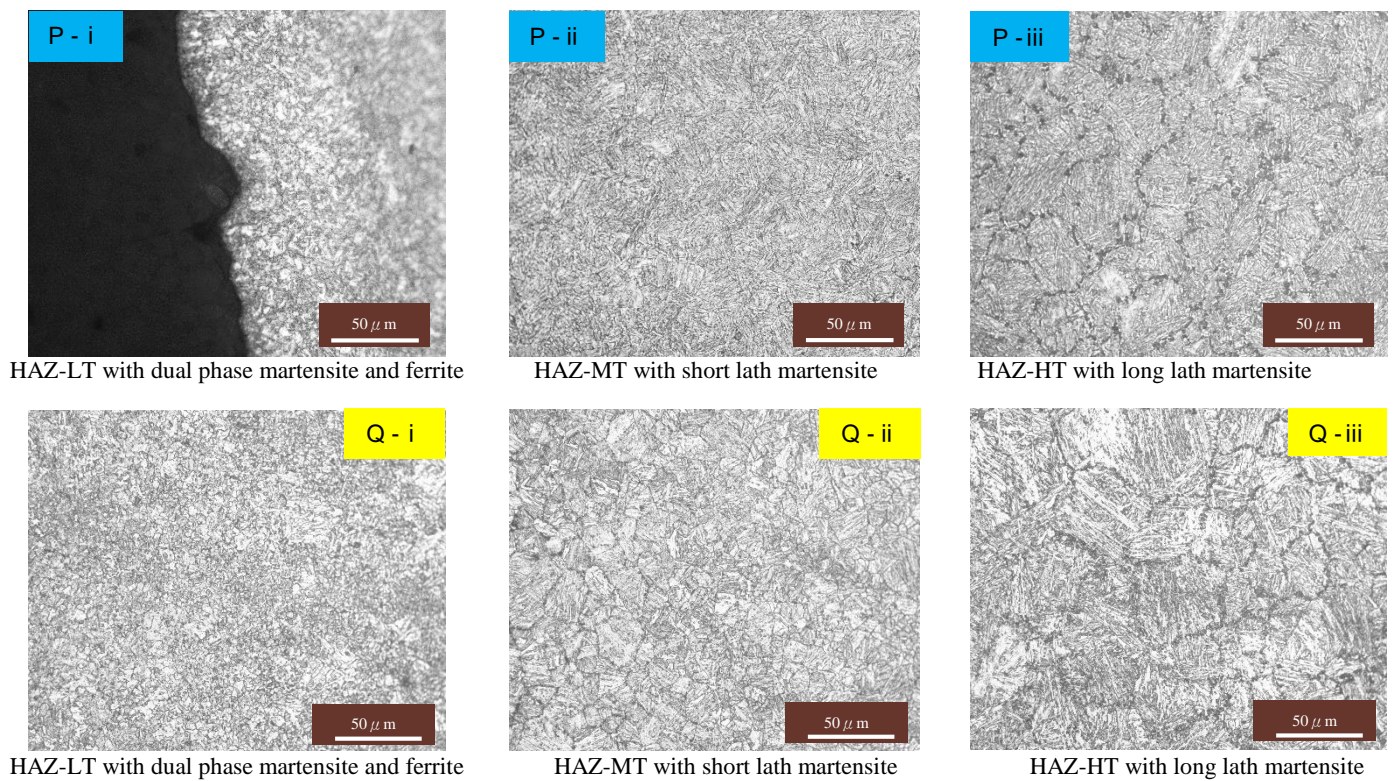 P - i
P - ii
P - iii
50 μ m
50 μ m
50 μ m
HAZ-LT with dual phase martensite and ferrite
HAZ-MT with short lath martensite
HAZ-HT with long lath martensite
Q - i
Q - ii
Q - iii
50 μ m
50 μ m
50 μ m
HAZ-LT with dual phase martensite and ferrite
HAZ-MT with short lath martensite
HAZ-HT with long lath martensite